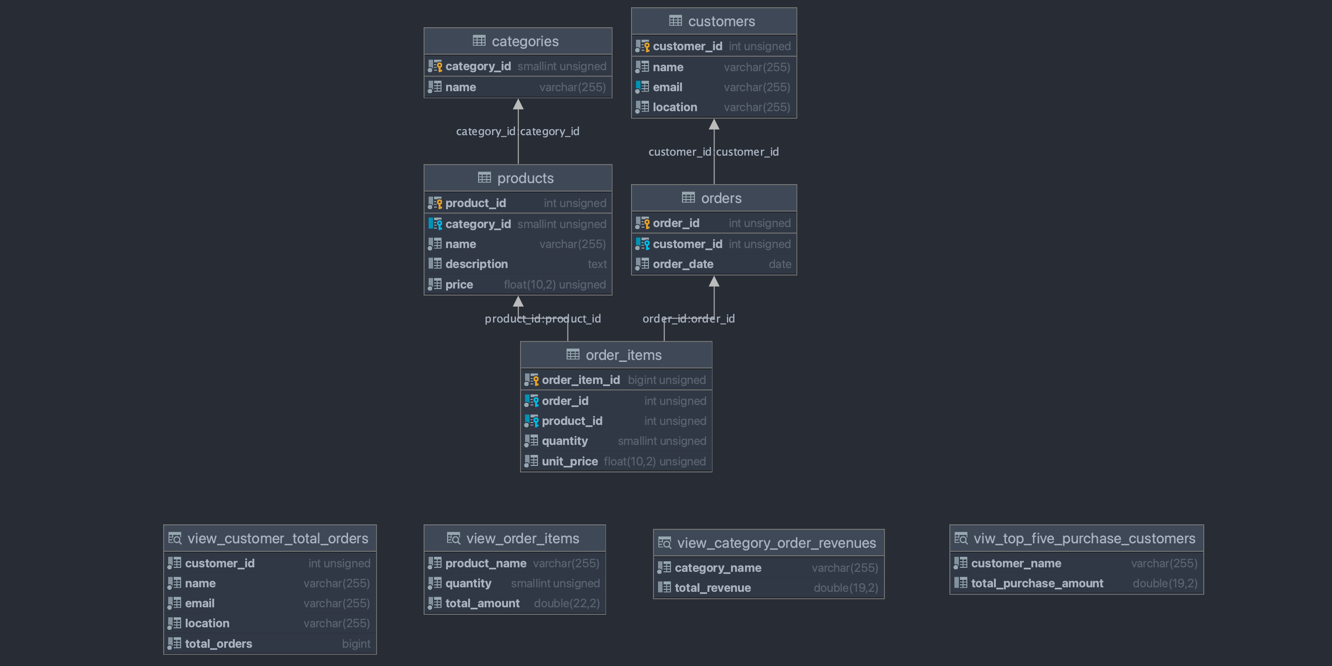 categories
category_id smallint unsigned
name varchar(255)
customers
customer_id int unsigned
name varchar(255)
email varchar(255)
location varchar(255)
category_id:category_id
customer_id:customer_id
products
product_id int unsigned
category_id smallint unsigned
name varchar(255)
description text
price float(10,2) unsigned
orders
order_id int unsigned
customer_id int unsigned
order_date date
product_id:product_id
order_id:order_id
order_items
order_item_id bigint unsigned
order_id int unsigned
product_id int unsigned
quantity smallint unsigned
unit_price float(10,2) unsigned
view_customer_total_orders
customer_id int unsigned
name varchar(255)
email varchar(255)
location varchar(255)
total_orders bigint
view_order_items
product_name varchar(255)
quantity smallint unsigned
total_amount double(22,2)
view_category_order_revenues
category_name varchar(255)
total_revenue double(19,2)
viw_top_five_purchase_customers
customer_name varchar(255)
total_purchase_amount double(19,2)